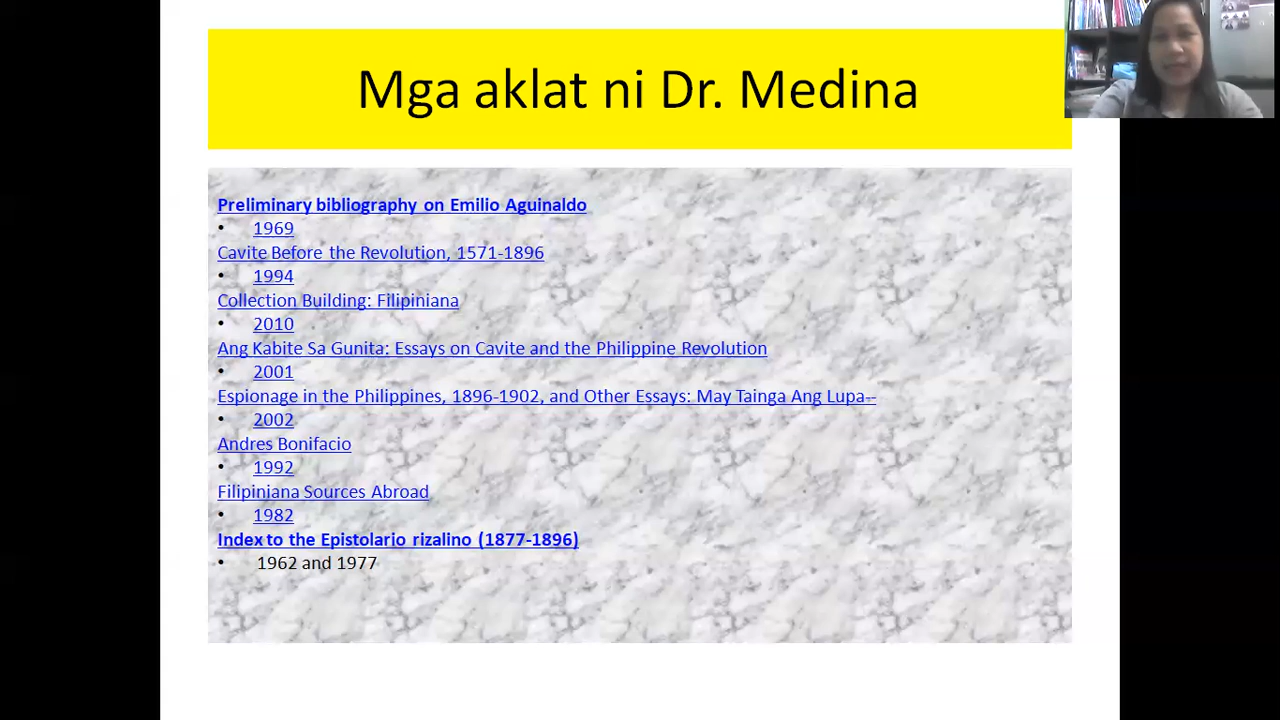 Mga aklat ni Dr. Medina
Preliminary bibliography on Emilio Aguinaldo
• 1969
Cavite Before the Revolution, 1571-1896
• 1994
Collection Building: Filipiniana
• 2010
Ang Kabite Sa Gunita: Essays on Cavite and the Philippine Revolution
• 2001
Espionage in the Philippines, 1896-1902, and Other Essays: May Tainga Ang Lupa--
• 2002
Andres Bonifacio
• 1992
Filipiniana Sources Abroad
• 1982
Index to the Epistolario rizalino (1877-1896)
• 1962 and 1977